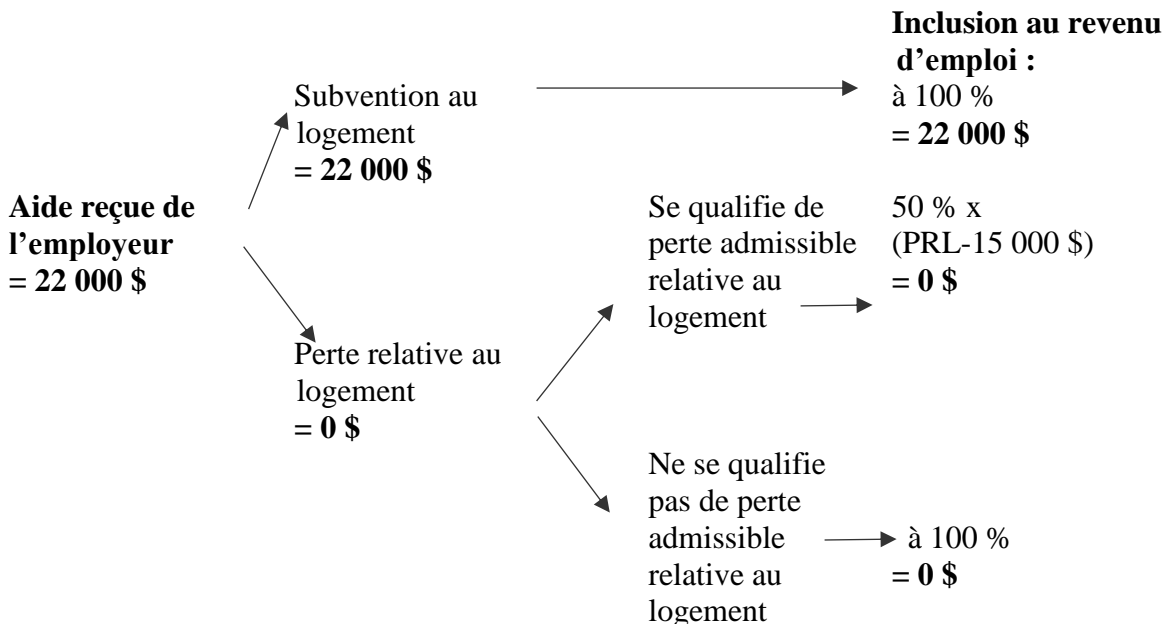 Inclusion au revenu
d’emploi :
à 100 %
= 22 000 $
Subvention au
logement
= 22 000 $
Aide reçue de
l’employeur
= 22 000 $
Se qualifie de
perte admissible
relative au
logement
50 % x
(PRL-15 000 $)
= 0 $
Perte relative au
logement
= 0 $
Ne se qualifie
pas de perte
admissible
relative au
logement
à 100 %
= 0 $